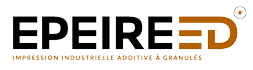 EPEIRE3D
IMPRESSION INDUSTRIELLE ADDITIVE À GRANULÉS